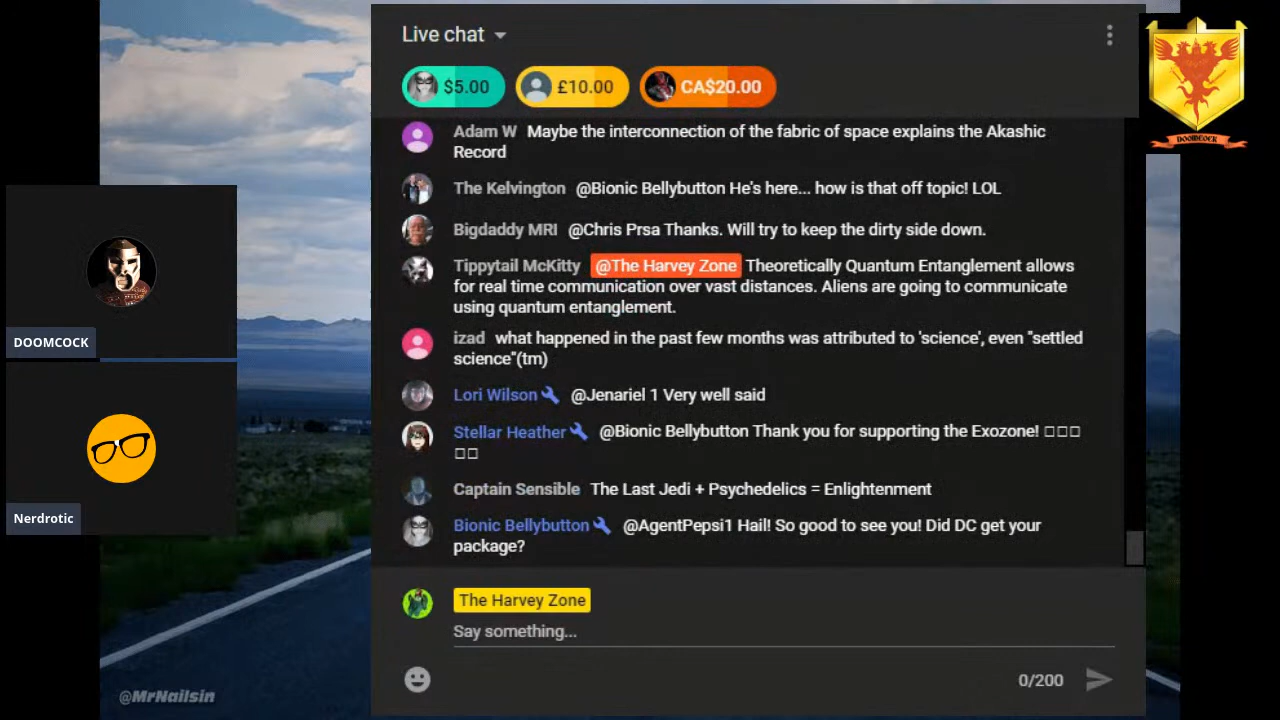 Live chat
$5.00
£10.00
CA$20.00
DOOMCOCK
Adam W Maybe the interconnection of the fabric of space explains the Akashic
Record
The Kelvington @Bionic Bellybutton He's here... how is that off topic! LOL
Bigdaddy MRI @Chris Prsa Thanks. Will try to keep the dirty side down.
Tippytail McKitty @The Harvey Zone Theoretically Quantum Entanglement allows
for real time communication over vast distances. Aliens are going to communicate
using quantum entanglement.
izad what happened in the past few months was attributed to 'science', even "settled
science"(tm)
DOOMCOCK
Lori Wilson @Jenariel 1 Very well said
Stellar Heather @Bionic Bellybutton Thank you for supporting the Exozone! □□□
□□
Captain Sensible The Last Jedi + Psychedelics = Enlightenment
Nerdrotic
Bionic Bellybutton @AgentPepsi1 Hail! So good to see you! Did DC get your
package?
The Harvey Zone
Say something...
0/200
@MrNailsin